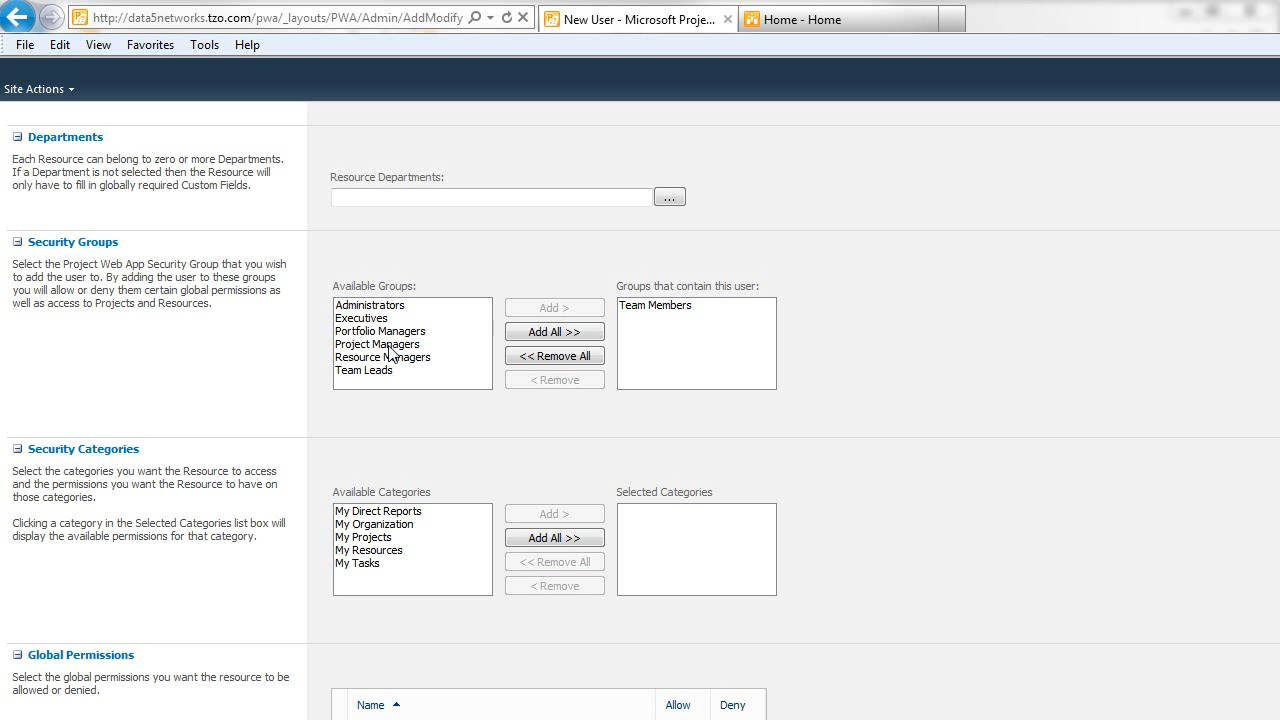 http://data5networks.tzo.com/pwa/_layouts/PWA/Admin/AddModify
New User - Microsoft Proje...
Home - Home
File Edit View Favorites Tools Help
Site Actions
Departments
Each Resource can belong to zero or more Departments.
If a Department is not selected then the Resource will
only have to fill in globally required Custom Fields.
Resource Departments:
...
Security Groups
Select the Project Web App Security Group that you wish
to add the user to. By adding the user to these groups
you will allow or deny them certain global permissions as
well as access to Projects and Resources.
Available Groups:
Administrators
Executives
Portfolio Managers
Project Managers
Resource Managers
Team Leads
Add >
Add All >>
<< Remove All
< Remove
Groups that contain this user:
Team Members
Security Categories
Select the categories you want the Resource to access
and the permissions you want the Resource to have on
those categories.
Clicking a category in the Selected Categories list box will
display the available permissions for that category.
Available Categories
My Direct Reports
My Organization
My Projects
My Resources
My Tasks
Add >
Add All >>
<< Remove All
< Remove
Selected Categories
Global Permissions
Select the global permissions you want the resource to be
allowed or denied.
Name Allow Deny